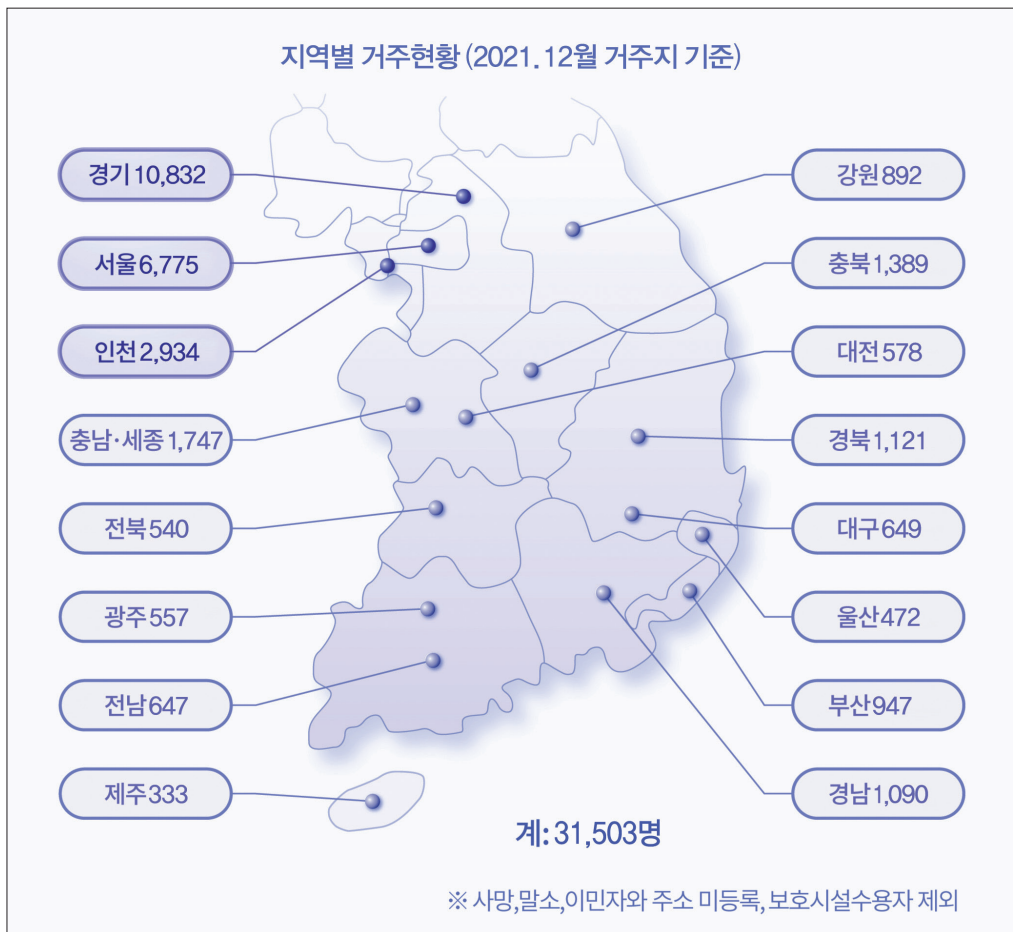 지역별 거주현황 (2021.12월 거주지 기준)
경기 10,832
서울 6,775
인천 2,934
충남·세종 1,747
전북 540
광주 557
전남 647
제주 333
강원 892
충북 1,389
대전 578
경북 1,121
대구 649
울산 472
부산 947
경남 1,090
계: 31,503명
※ 사망,말소,이민자와 주소 미등록, 보호시설수용자 제외